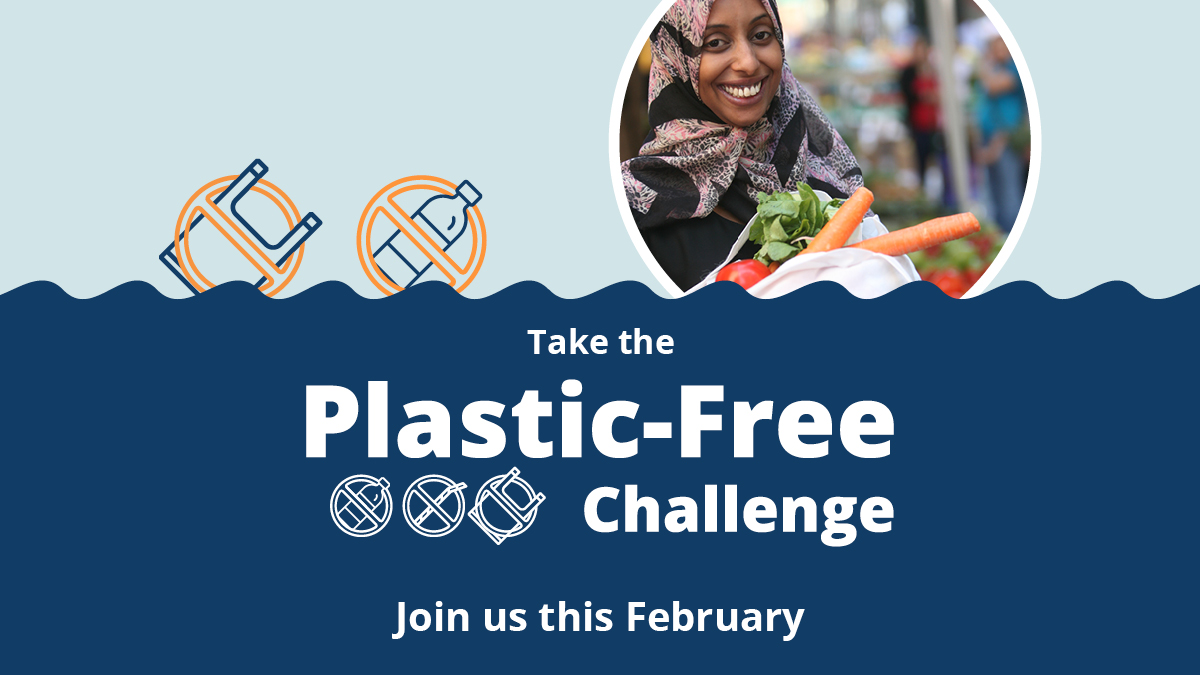 Take the
Plastic-Free
Challenge
Join us this February